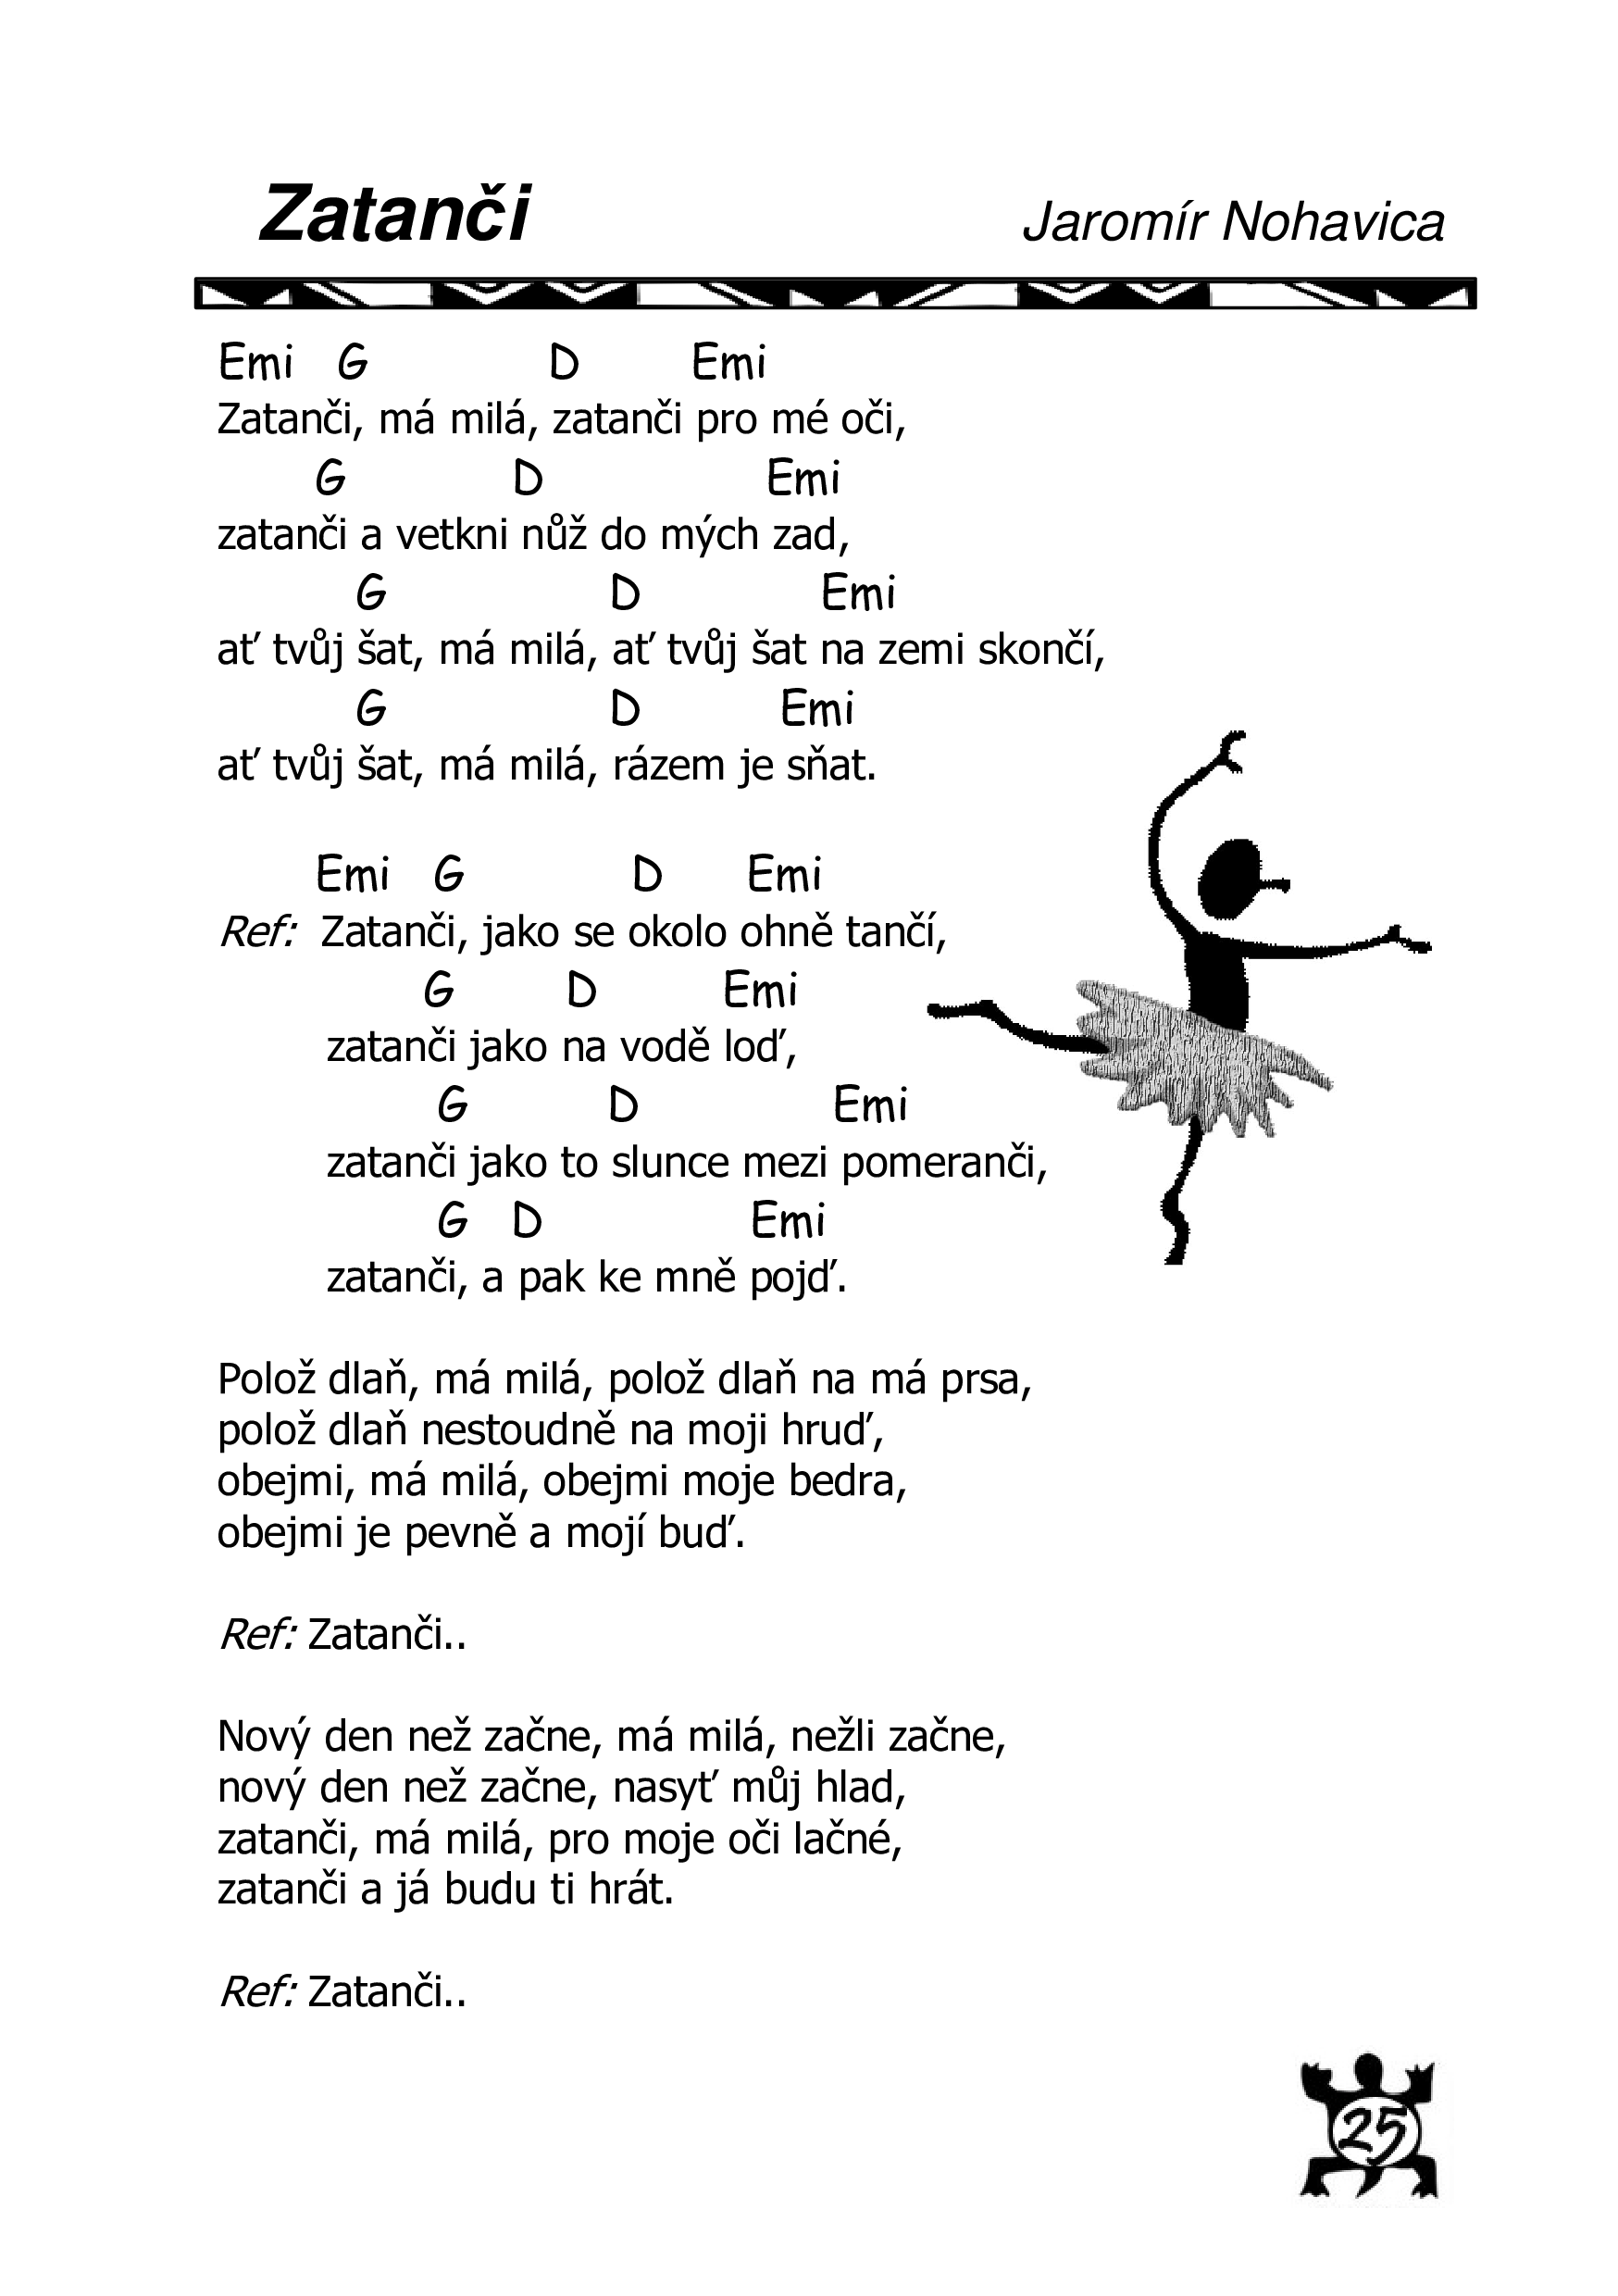 Zatanči Jaromír Nohavica
Emi G D Emi
Zatanči, má milá, zatanči pro mé oči,
G D Emi
zatanči a vetkni nůž do mých zad,
G D Emi
ať tvůj šat, má milá, ať tvůj šat na zemi skončí,
G D Emi
ať tvůj šat, má milá, rázem je sňat.
Emi G D Emi
Ref: Zatanči, jako se okolo ohně tančí,
G D Emi
zatanči jako na vodě loď,
G D Emi
zatanči jako to slunce mezi pomeranči,
G D Emi
zatanči, a pak ke mně pojď.
Polož dlaň, má milá, polož dlaň na má prsa,
polož dlaň nestoudně na moji hruď,
obejmi, má milá, obejmi moje bedra,
obejmi je pevně a mojí buď.
Ref: Zatanči..
Nový den než začne, má milá, nežli začne,
nový den než začne, nasyť můj hlad,
zatanči, má milá, pro moje oči lačné,
zatanči a já budu ti hrát.
Ref: Zatanči..
25